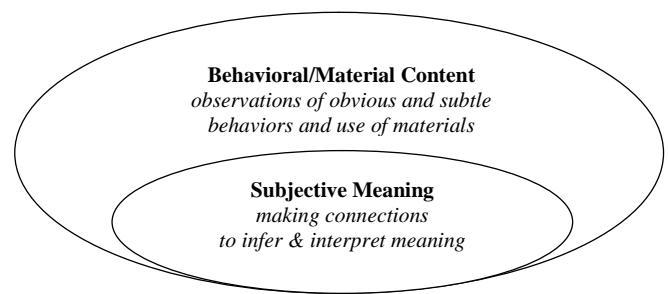 Behavioral/Material Content
observations of obvious and subtle
behaviors and use of materials
Subjective Meaning
making connections
to infer & interpret meaning